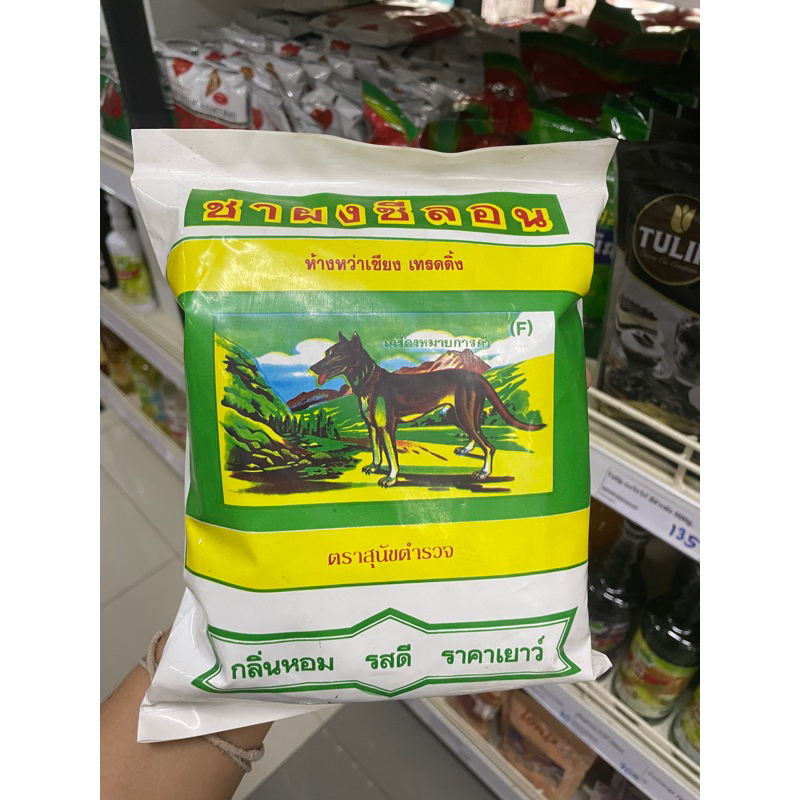 ชาผงซีลอน
ห้างหว่าเซียง เทรดดิ้ง
(F)
เครื่องหมายการค้า
ตราสุนัขตำรวจ
กลิ่นหอม รสดี ราคาเยาว์
TULIP
135